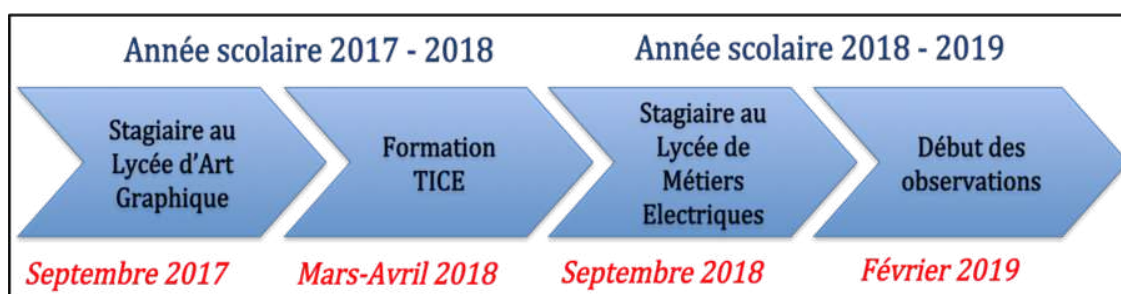 Année scolaire 2017 - 2018
Année scolaire 2018 - 2019
Stagiaire au
Lycée d'Art
Graphique
Formation
TICE
Stagiaire au
Lycée de
Métiers
Electriques
Début des
observations
Septembre 2017
Mars-Avril 2018
Septembre 2018
Février 2019